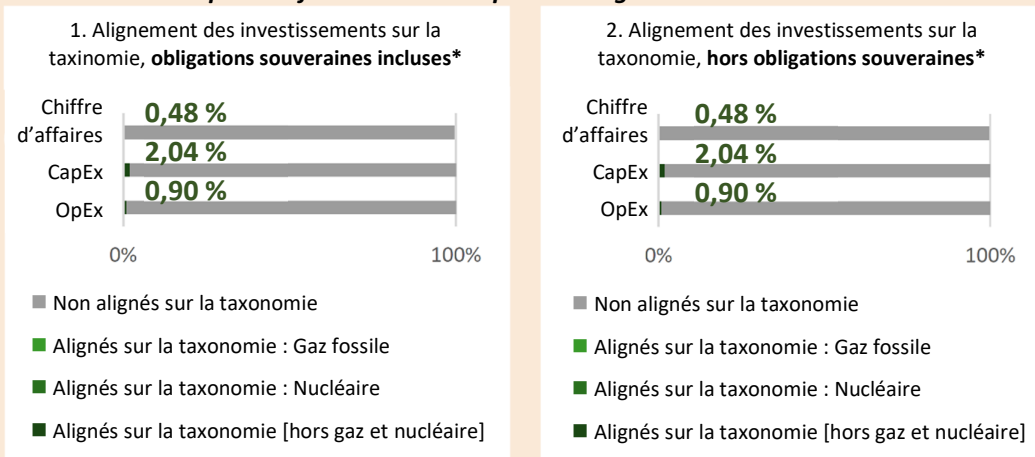 1. Alignement des investissements sur la
taxinomie, obligations souveraines incluses*
Chiffre
d'affaires
0,48 %
CapEx
2,04 %
OpEx
0,90 %
0%
100%
Non alignés sur la taxonomie
Alignés sur la taxonomie : Gaz fossile
Alignés sur la taxonomie : Nucléaire
Alignés sur la taxonomie [hors gaz et nucléaire]
2. Alignement des investissements sur la
taxonomie, hors obligations souveraines*
Chiffre
d'affaires
0,48 %
CapEx
2,04 %
OpEx
0,90 %
0%
100%
Non alignés sur la taxonomie
Alignés sur la taxonomie : Gaz fossile
Alignés sur la taxonomie : Nucléaire
Alignés sur la taxonomie [hors gaz et nucléaire]